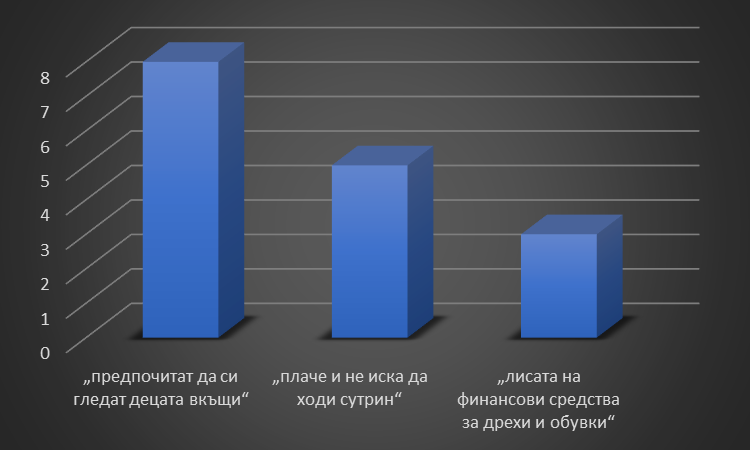 8
7
6
5
4
3
2
1
0
„предпочитат да си
гледат децата вкъщи“
„плаче и не иска да
ходи сутрин“
„лисата на
финансови средства
за дрехи и обувки“